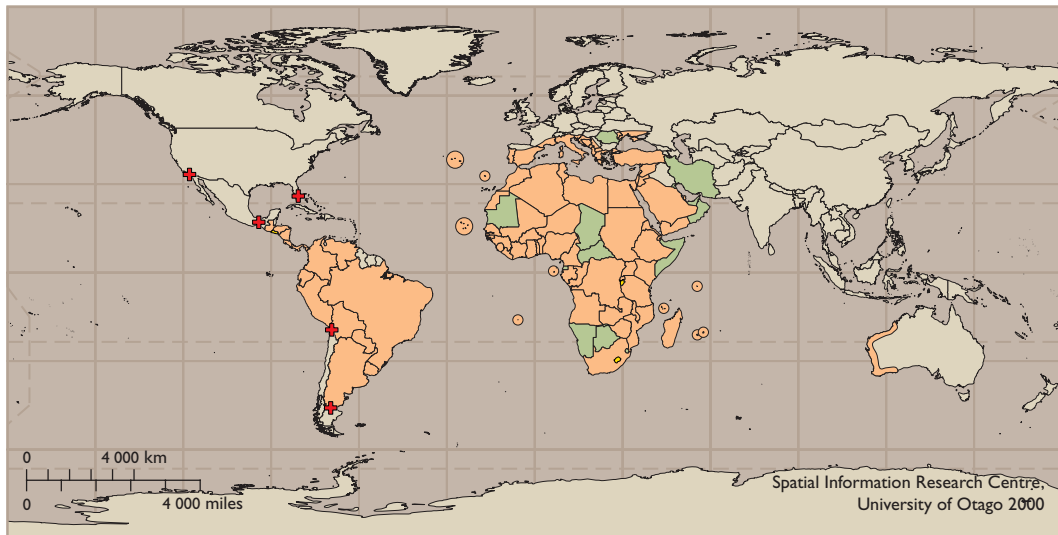 0 4 000 km
0 4 000 miles
Spatial Information Research Centre,
University of Otago 2000